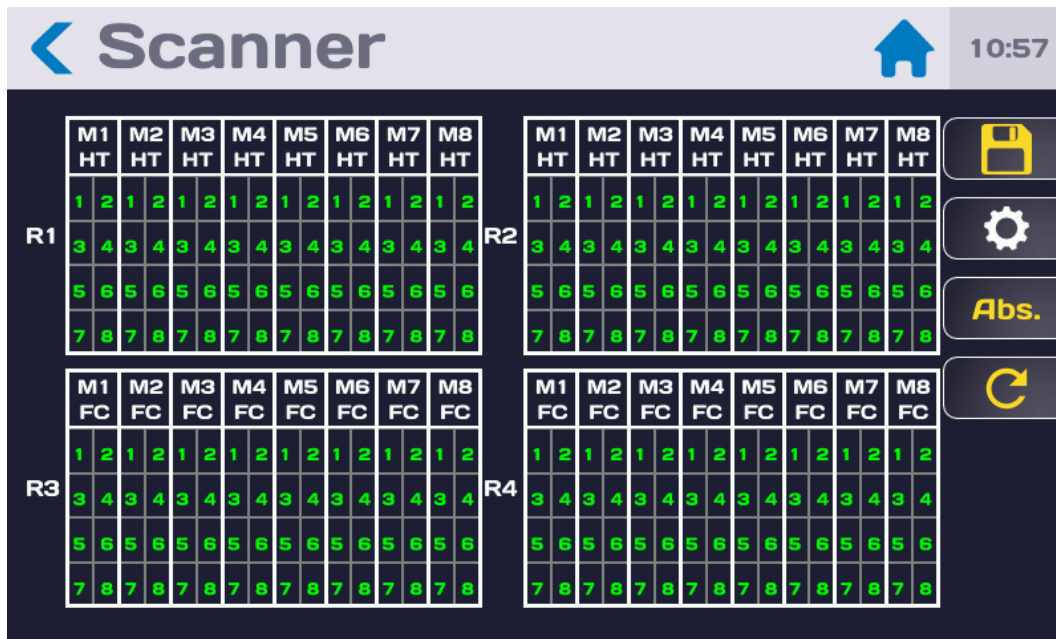 Scanner 10:57
M1 M2 M3 M4 M5 M6 M7 M8 M1 M2 M3 M4 M5 M6 M7 M8
HT HT HT HT HT HT HT HT HT HT HT HT HT HT HT HT
1 2 1 2 1 2 1 2 1 2 1 2 1 2 1 2 1 2 1 2 1 2 1 2 1 2 1 2 1 2 1 2
R1 3 4 3 4 3 4 3 4 3 4 3 4 3 4 3 4 R2 3 4 3 4 3 4 3 4 3 4 3 4 3 4 3 4
5 6 5 6 5 6 5 6 5 6 5 6 5 6 5 6 5 6 5 6 5 6 5 6 5 6 5 6 5 6 5 6
Abs.
7 8 7 8 7 8 7 8 7 8 7 8 7 8 7 8 7 8 7 8 7 8 7 8 7 8 7 8 7 8 7 8
M1 M2 M3 M4 M5 M6 M7 M8 M1 M2 M3 M4 M5 M6 M7 M8
FC FC FC FC FC FC FC FC FC FC FC FC FC FC FC FC
1 2 1 2 1 2 1 2 1 2 1 2 1 2 1 2 1 2 1 2 1 2 1 2 1 2 1 2 1 2 1 2
R3 3 4 3 4 3 4 3 4 3 4 3 4 3 4 3 4 R4 3 4 3 4 3 4 3 4 3 4 3 4 3 4 3 4
5 6 5 6 5 6 5 6 5 6 5 6 5 6 5 6 5 6 5 6 5 6 5 6 5 6 5 6 5 6 5 6
7 8 7 8 7 8 7 8 7 8 7 8 7 8 7 8 7 8 7 8 7 8 7 8 7 8 7 8 7 8 7 8